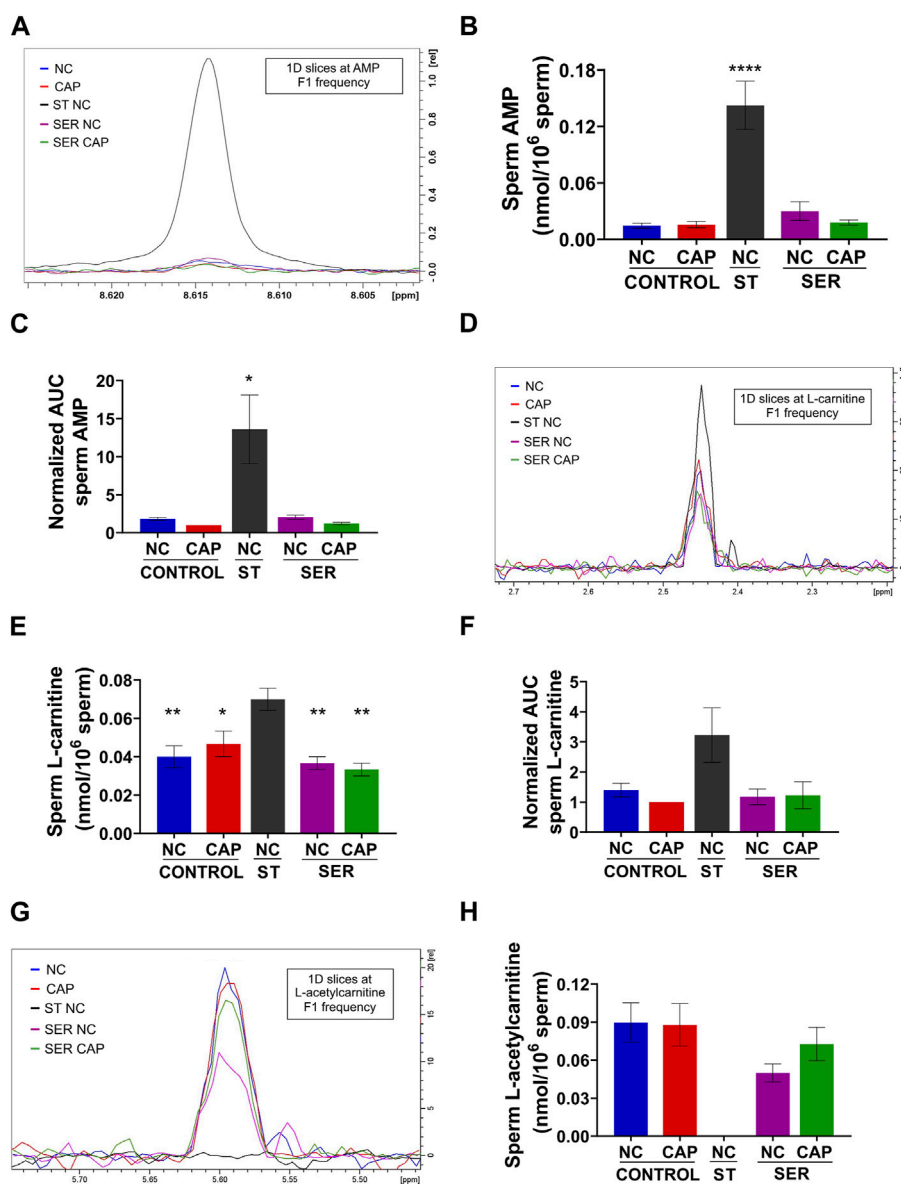 A
NC
CAP
ST NC
SER NC
SER CAP
1D slices at AMP
F1 frequency
[rel]
1.0
0.8
0.6
0.4
0.2
- 0.0
8.620
8.615
8.610
8.605
[ppm]
B
Sperm AMP
(nmol/10⁶ sperm)
0.18
0.12
0.06
0.00
****
NC CAP NC NC CAP
CONTROL ST SER
C
Normalized AUC
sperm AMP
20
15
10
5
0
*
NC CAP NC NC CAP
CONTROL ST SER
D
NC
CAP
ST NC
SER NC
SER CAP
1D slices at L-carnitine
F1 frequency
2.7
2.6
2.5
2.4
2.3
[ppm]
E
Sperm L-carnitine
(nmol/10⁶ sperm)
0.08
0.06
0.04
0.02
0.00
** * ** **
NC CAP NC NC CAP
CONTROL ST SER
F
Normalized AUC
sperm L-carnitine
5
4
3
2
1
0
NC CAP NC NC CAP
CONTROL ST SER
G
NC
CAP
ST NC
SER NC
SER CAP
1D slices at
L-acetylcarnitine
F1 frequency
[rel]
20
15
10
5
0
5.70
5.60
5.50
[ppm]
H
Sperm L-acetylcarnitine
(nmol/10⁶ sperm)
0.12
0.09
0.06
0.03
0.00
NC CAP NC NC CAP
CONTROL ST SER